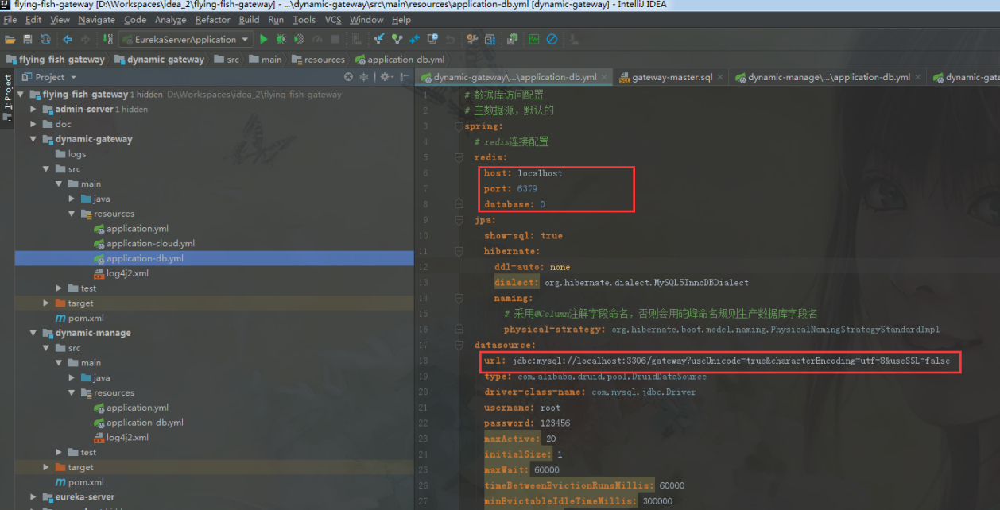 flying-fish-gateway [D:\Workspaces\idea_2\flying-fish-gateway] - ...\dynamic-gateway\src\main\resources\application-db.yml [dynamic-gateway] - IntelliJ IDEA
File Edit View Navigate Code Analyze Refactor Build Run Tools VCS Window Help
EurekaServerApplication
flying-fish-gateway dynamic-gateway src main resources application-db.yml
1: Project
Project
flying-fish-gateway 1 hidden D:\Workspaces\idea_2\flying-fish-gateway
admin-server 1 hidden
doc
dynamic-gateway
logs
src
main
java
resources
application.yml
application-cloud.yml
application-db.yml
log4j2.xml
test
target
pom.xml
dynamic-manage
src
main
java
resources
application.yml
application-db.yml
log4j2.xml
test
target
pom.xml
eureka-server
dynamic-gateway\...\application-db.yml gateway-master.sql dynamic-manage\...\application-db.yml dynamic-gate
1 # 数据库访问配置
2 # 主数据源，默认的
3 spring:
4 # redis连接配置
5 redis:
6 host: localhost
7 port: 6379
8 database: 0
9 jpa:
10 show-sql: true
11 hibernate:
12 ddl-auto: none
13 dialect: org.hibernate.dialect.MySQL5InnoDBDialect
14 naming:
15 # 采用@Column注解字段命名，否则会用砣峰命名规则生产数据库字段名
16 physical-strategy: org.hibernate.boot.model.naming.PhysicalNamingStrategyStandardImpl
17 datasource:
18 url: jdbc:mysql://localhost:3306/gateway?useUnicode=true&characterEncoding=utf-8&useSSL=false
19 type: com.alibaba.druid.pool.DruidDataSource
20 driver-class-name: com.mysql.jdbc.Driver
21 username: root
22 password: 123456
23 maxActive: 20
24 initialSize: 1
25 maxWait: 60000
26 timeBetweenEvictionRunsMillis: 60000
27 minEvictableIdleTimeMillis: 300000